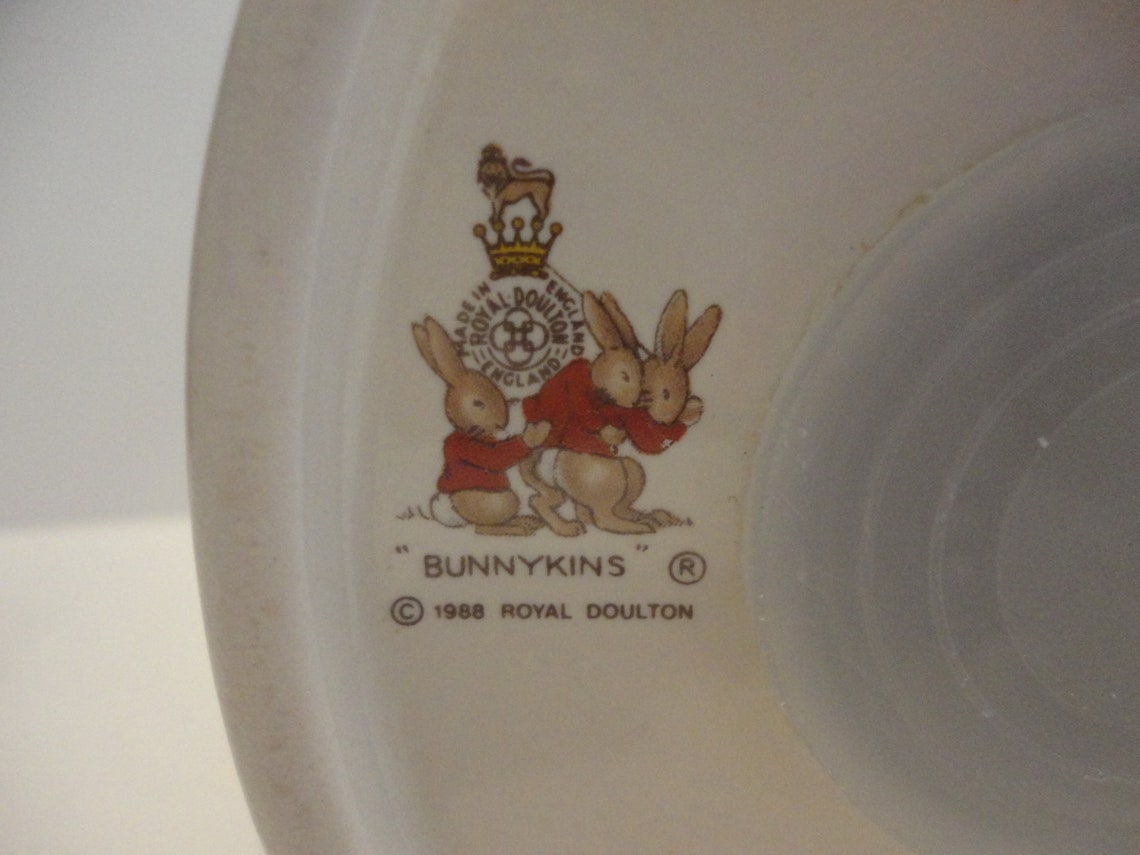 MADE IN ENGLAND
ROYAL·DOULTON
ENGLAND
"BUNNYKINS" ®
© 1988 ROYAL DOULTON